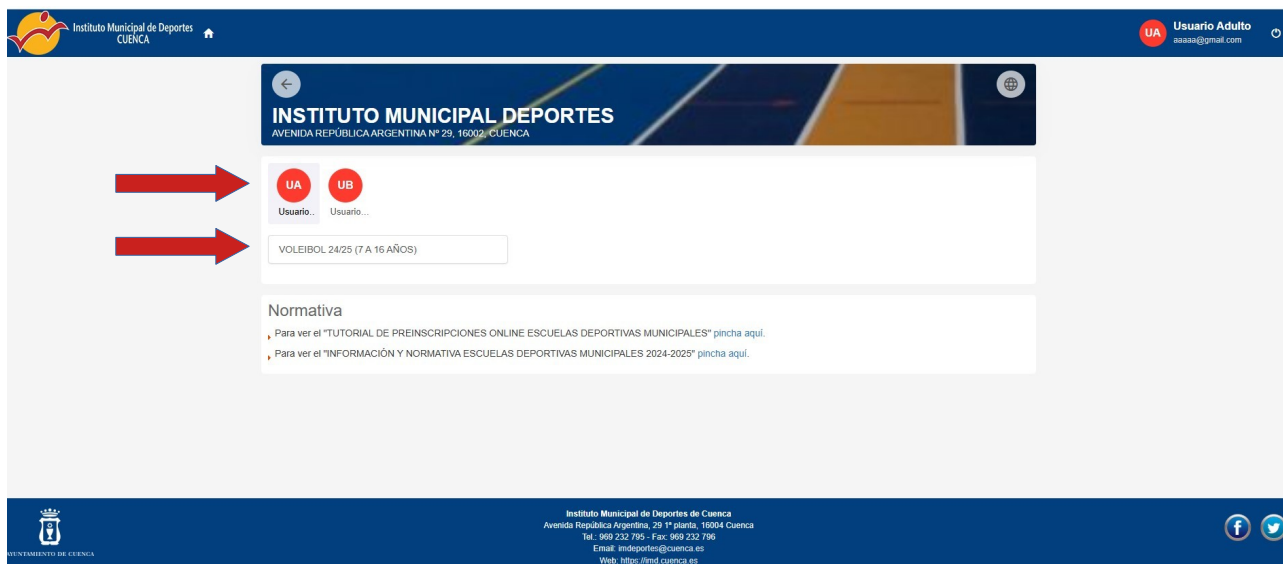 Instituto Municipal de Deportes
CUENCA
UA
Usuario Adulto
aaaaa@gmail.com
INSTITUTO MUNICIPAL DEPORTES
AVENIDA REPÚBLICA ARGENTINA Nº 29, 16002, CUENCA
UA UB
Usuario.. Usuario...
VOLEIBOL 24/25 (7 A 16 AÑOS)
Normativa
Para ver el "TUTORIAL DE PREINSCRIPCIONES ONLINE ESCUELAS DEPORTIVAS MUNICIPALES" pincha aquí.
Para ver el "INFORMACIÓN Y NORMATIVA ESCUELAS DEPORTIVAS MUNICIPALES 2024-2025" pincha aquí.
AYUNTAMIENTO DE CUENCA
Instituto Municipal de Deportes de Cuenca
Avenida República Argentina, 29 1ª planta, 16004 Cuenca
Tel.: 969 232 795 - Fax: 969 232 796
Email: imdeportes@cuenca.es
Web: https://imd.cuenca.es